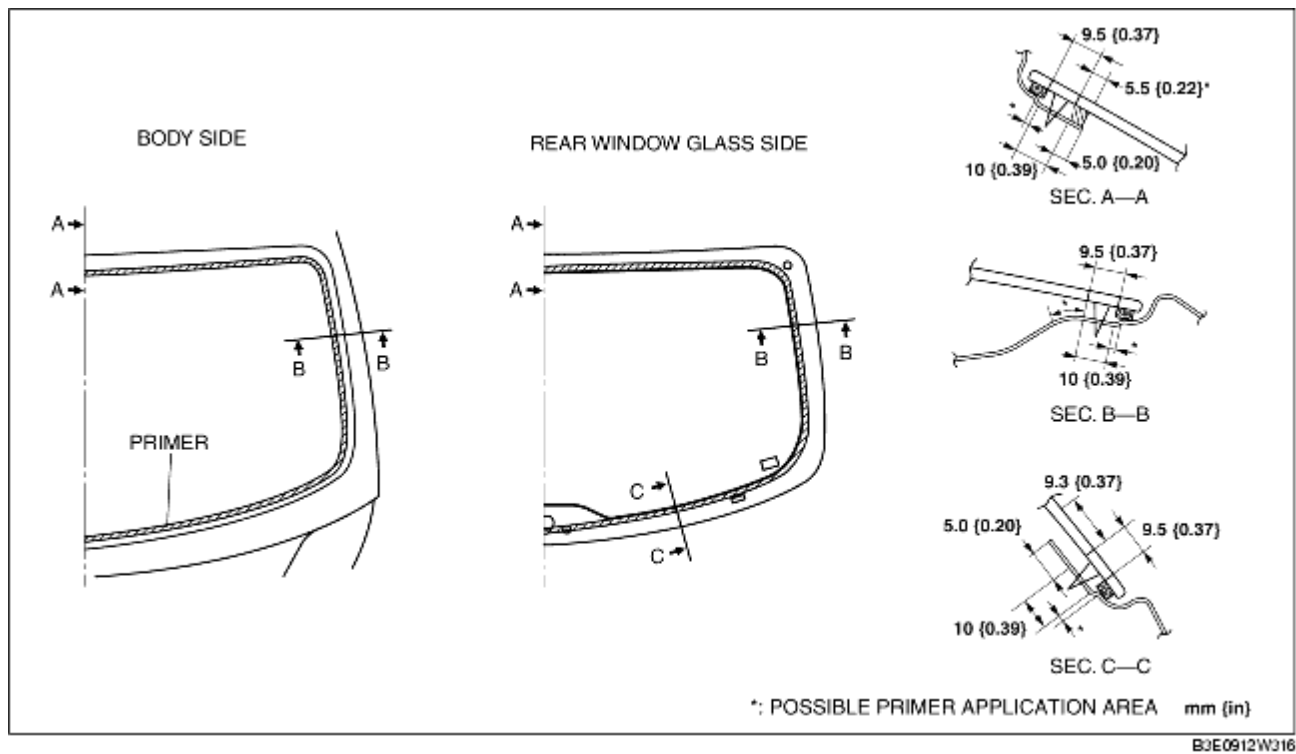 BODY SIDE
REAR WINDOW GLASS SIDE
A
A
B
B
PRIMER
A
A
B
B
C
C
9.5 {0.37}
5.5 {0.22}*
*
10 {0.39}
5.0 {0.20}
SEC. A—A
9.5 {0.37}
*
*
10 {0.39}
SEC. B—B
9.3 {0.37}
5.0 {0.20}
9.5 {0.37}
10 {0.39}
*
SEC. C—C
*: POSSIBLE PRIMER APPLICATION AREA mm {in}
B3E0912W316